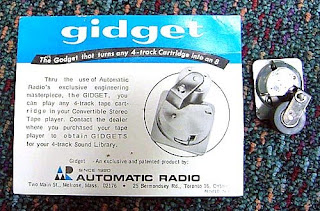 gidget
The Gadget that turns any 4-track Cartridge into an 8
Thru the use of Automatic
Radio's exclusive engineering
masterpiece, the GIDGET, you
can play any 4-track tape cart-
ridge in your Convertible Stereo
Tape player. Contact the dealer
where you purchased your tape
player to obtain GIDGETS
for your 4-track Sound Library.
Gidget - An exclusive and patented product by:
SINCE 1920
AUTOMATIC RADIO
Two Main St., Melrose, Mass. 02176 • 25 Bermondsey Rd., Toronto 16, Ontario